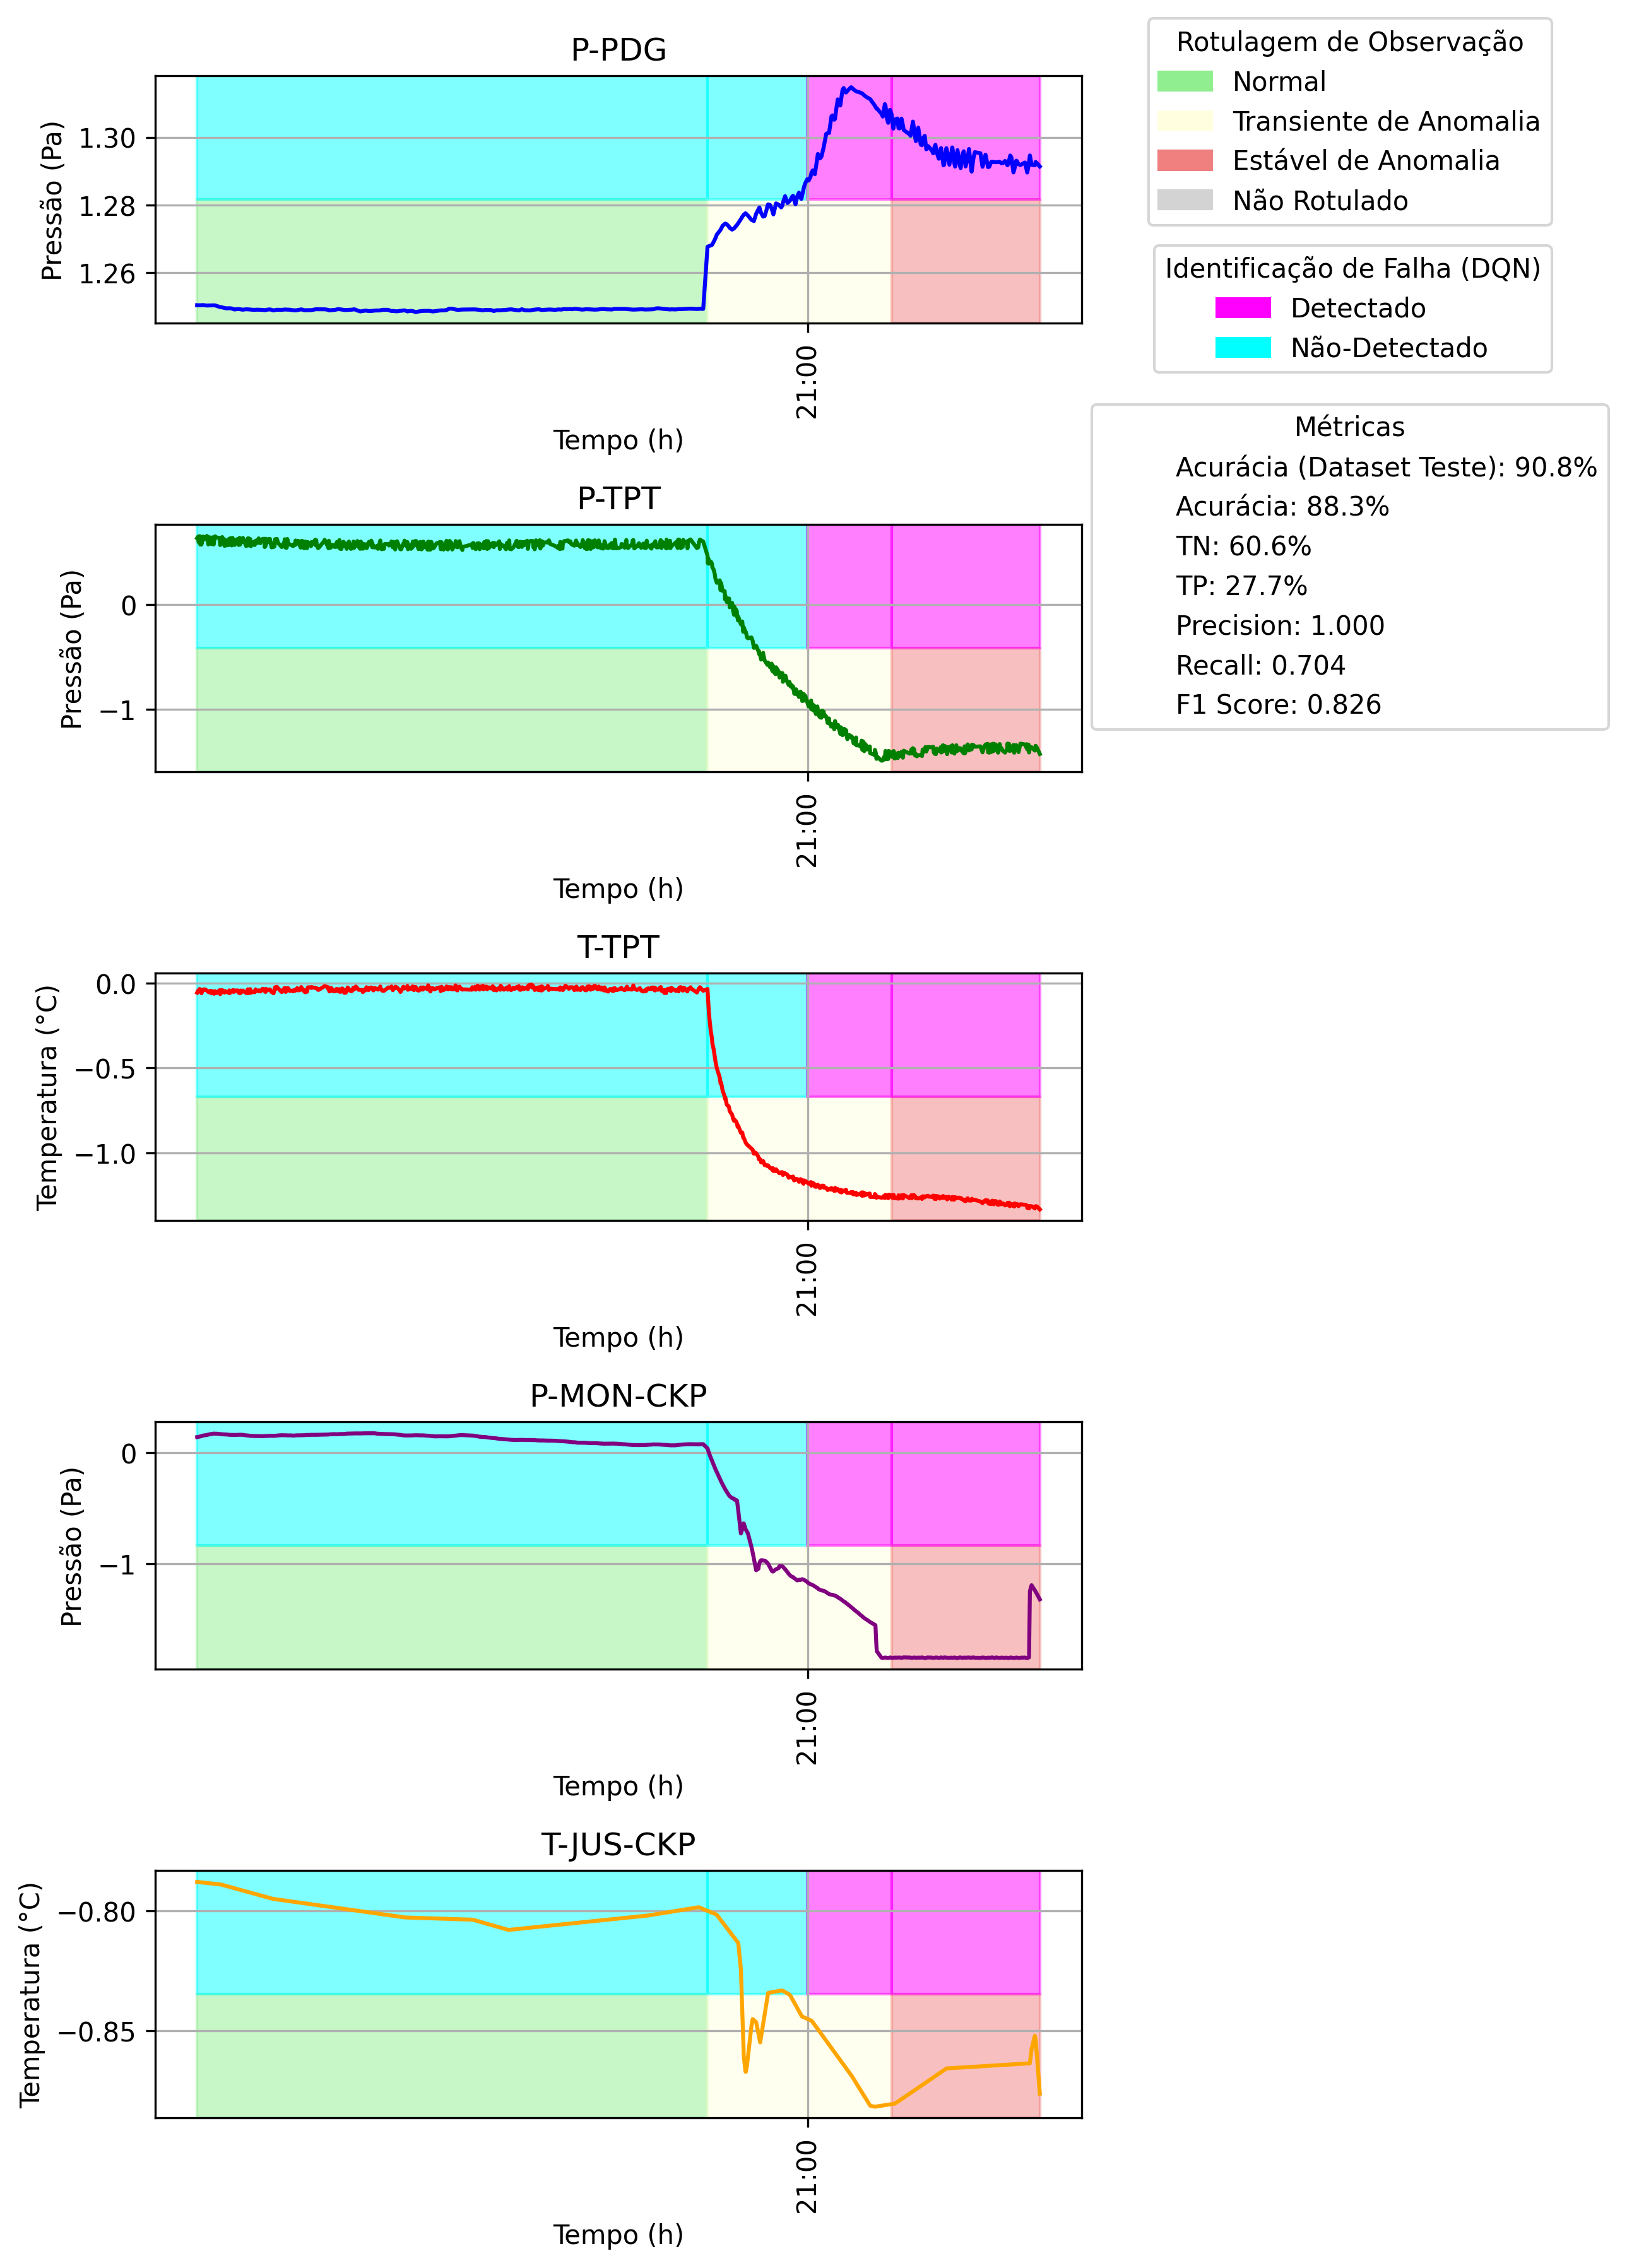 P-PDG
Pressão (Pa)
1.30
1.28
1.26
21:00
Tempo (h)
Rotulagem de Observação
Normal
Transiente de Anomalia
Estável de Anomalia
Não Rotulado
Identificação de Falha (DQN)
Detectado
Não-Detectado
Métricas
Acurácia (Dataset Teste): 90.8%
Acurácia: 88.3%
TN: 60.6%
TP: 27.7%
Precision: 1.000
Recall: 0.704
F1 Score: 0.826
P-TPT
Pressão (Pa)
0
−1
21:00
Tempo (h)
T-TPT
Temperatura (°C)
0.0
−0.5
−1.0
21:00
Tempo (h)
P-MON-CKP
Pressão (Pa)
0
−1
21:00
Tempo (h)
T-JUS-CKP
Temperatura (°C)
−0.80
−0.85
21:00
Tempo (h)